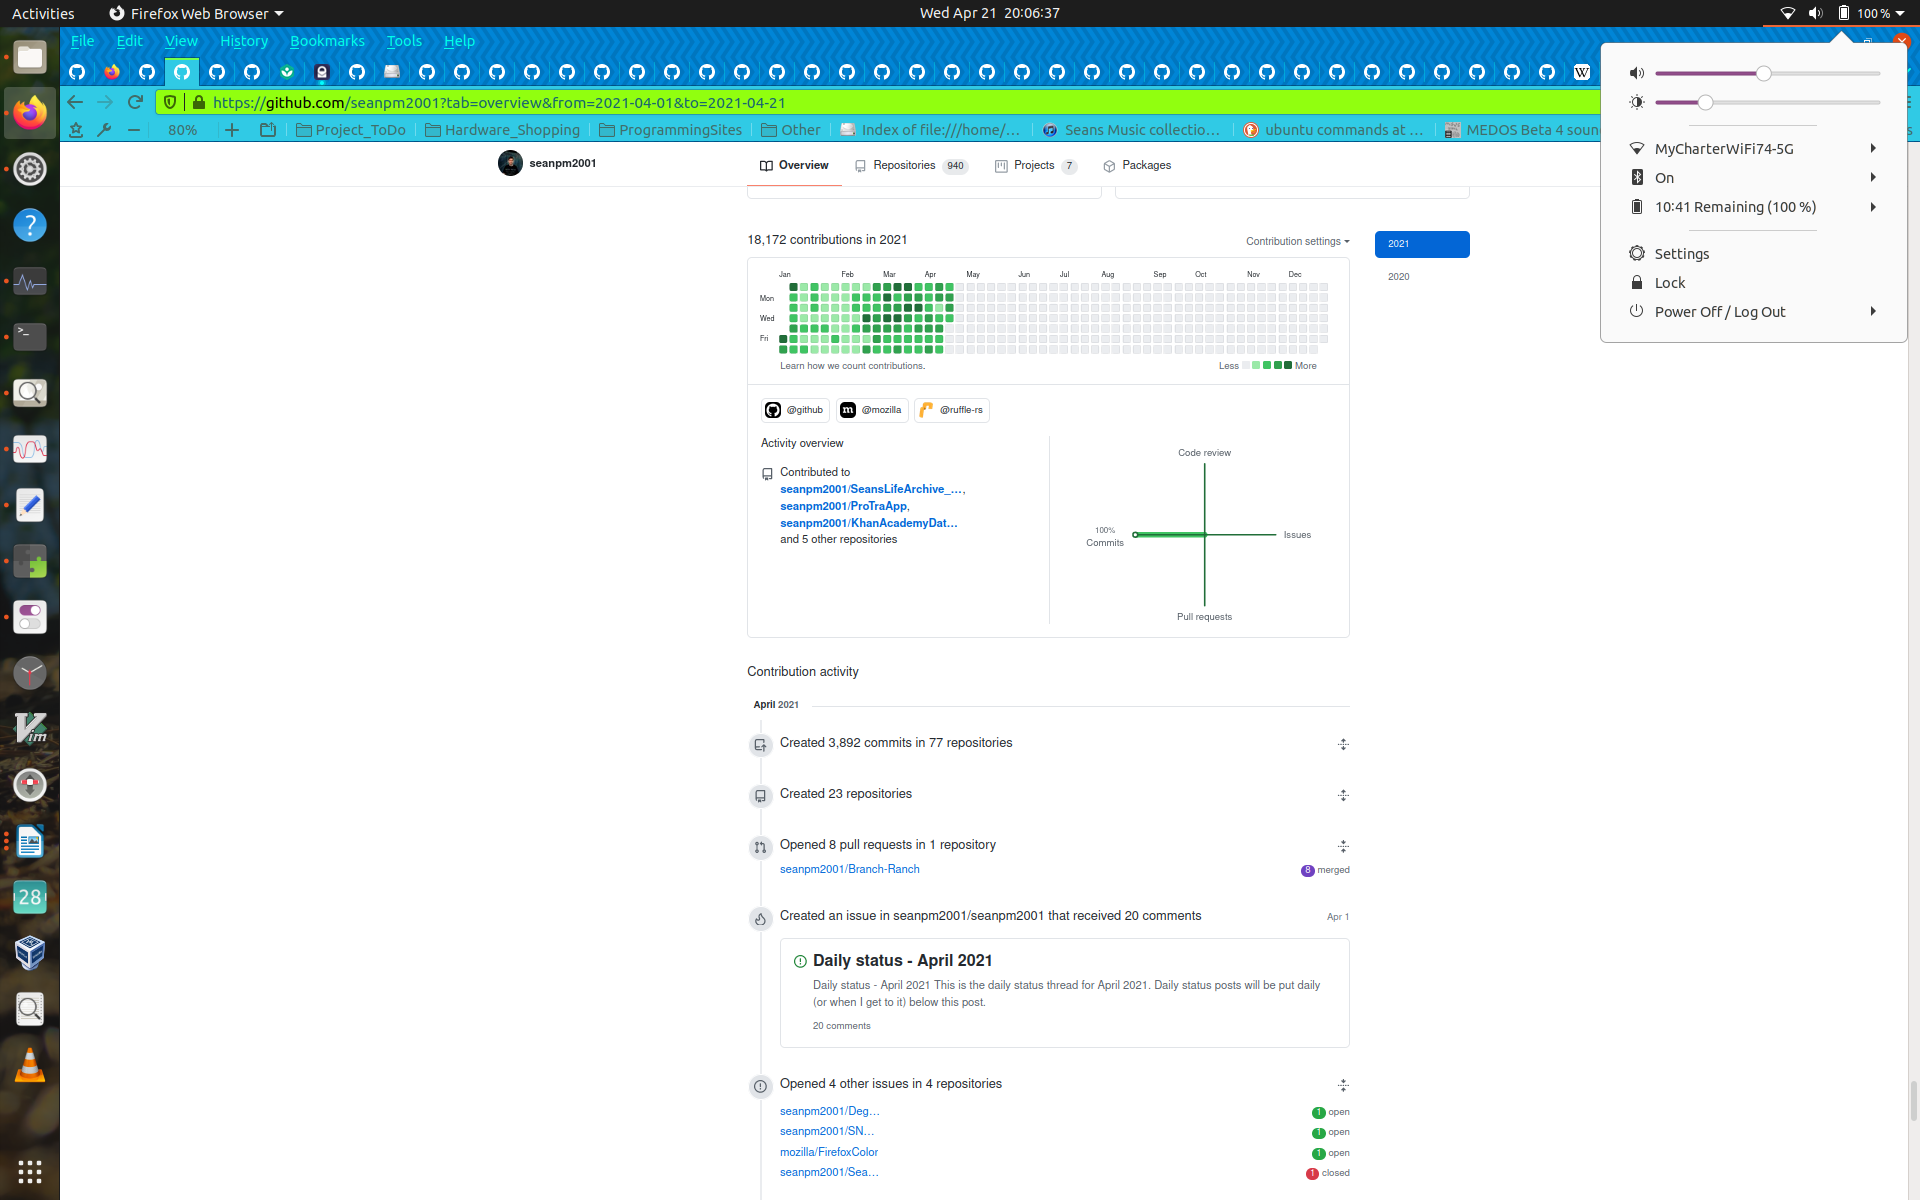 Activities
Firefox Web Browser
Wed Apr 21 20:06:37
100 %
File Edit View History Bookmarks Tools Help
https://github.com/seanpm2001?tab=overview&from=2021-04-01&to=2021-04-21
80%
Project_ToDo
Hardware_Shopping
ProgrammingSites
Other
Index of file:///home/...
Seans Music collectio...
ubuntu commands at ...
MEDOS Beta 4 soun
seanpm2001
Overview
Repositories 940
Projects 7
Packages
18,172 contributions in 2021
Contribution settings
2021
2020
Jan Feb Mar Apr May Jun Jul Aug Sep Oct Nov Dec
Mon
Wed
Fri
Learn how we count contributions.
Less More
@github
@mozilla
@ruffle-rs
Activity overview
Contributed to
seanpm2001/SeansLifeArchive_...,
seanpm2001/ProTraApp,
seanpm2001/KhanAcademyDat...
and 5 other repositories
Code review
100%
Commits
Issues
Pull requests
Contribution activity
April 2021
Created 3,892 commits in 77 repositories
Created 23 repositories
Opened 8 pull requests in 1 repository
seanpm2001/Branch-Ranch
8 merged
Created an issue in seanpm2001/seanpm2001 that received 20 comments
Apr 1
Daily status - April 2021
Daily status - April 2021 This is the daily status thread for April 2021. Daily status posts will be put daily
(or when I get to it) below this post.
20 comments
Opened 4 other issues in 4 repositories
seanpm2001/Deg...
1 open
seanpm2001/SN...
1 open
mozilla/FirefoxColor
1 open
seanpm2001/Sea...
1 closed
MyCharterWiFi74-5G
On
10:41 Remaining (100 %)
Settings
Lock
Power Off / Log Out
28